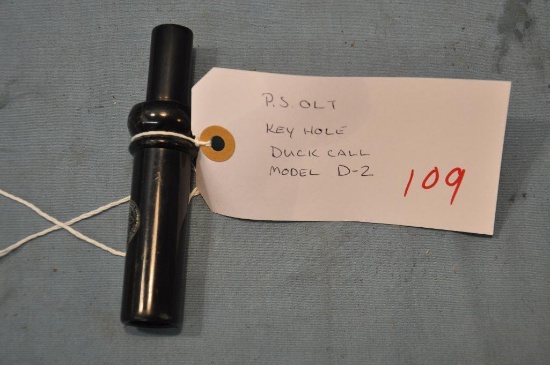 P.S OLT
KEY HOLE
DUCK CALL
MODEL D-2
109